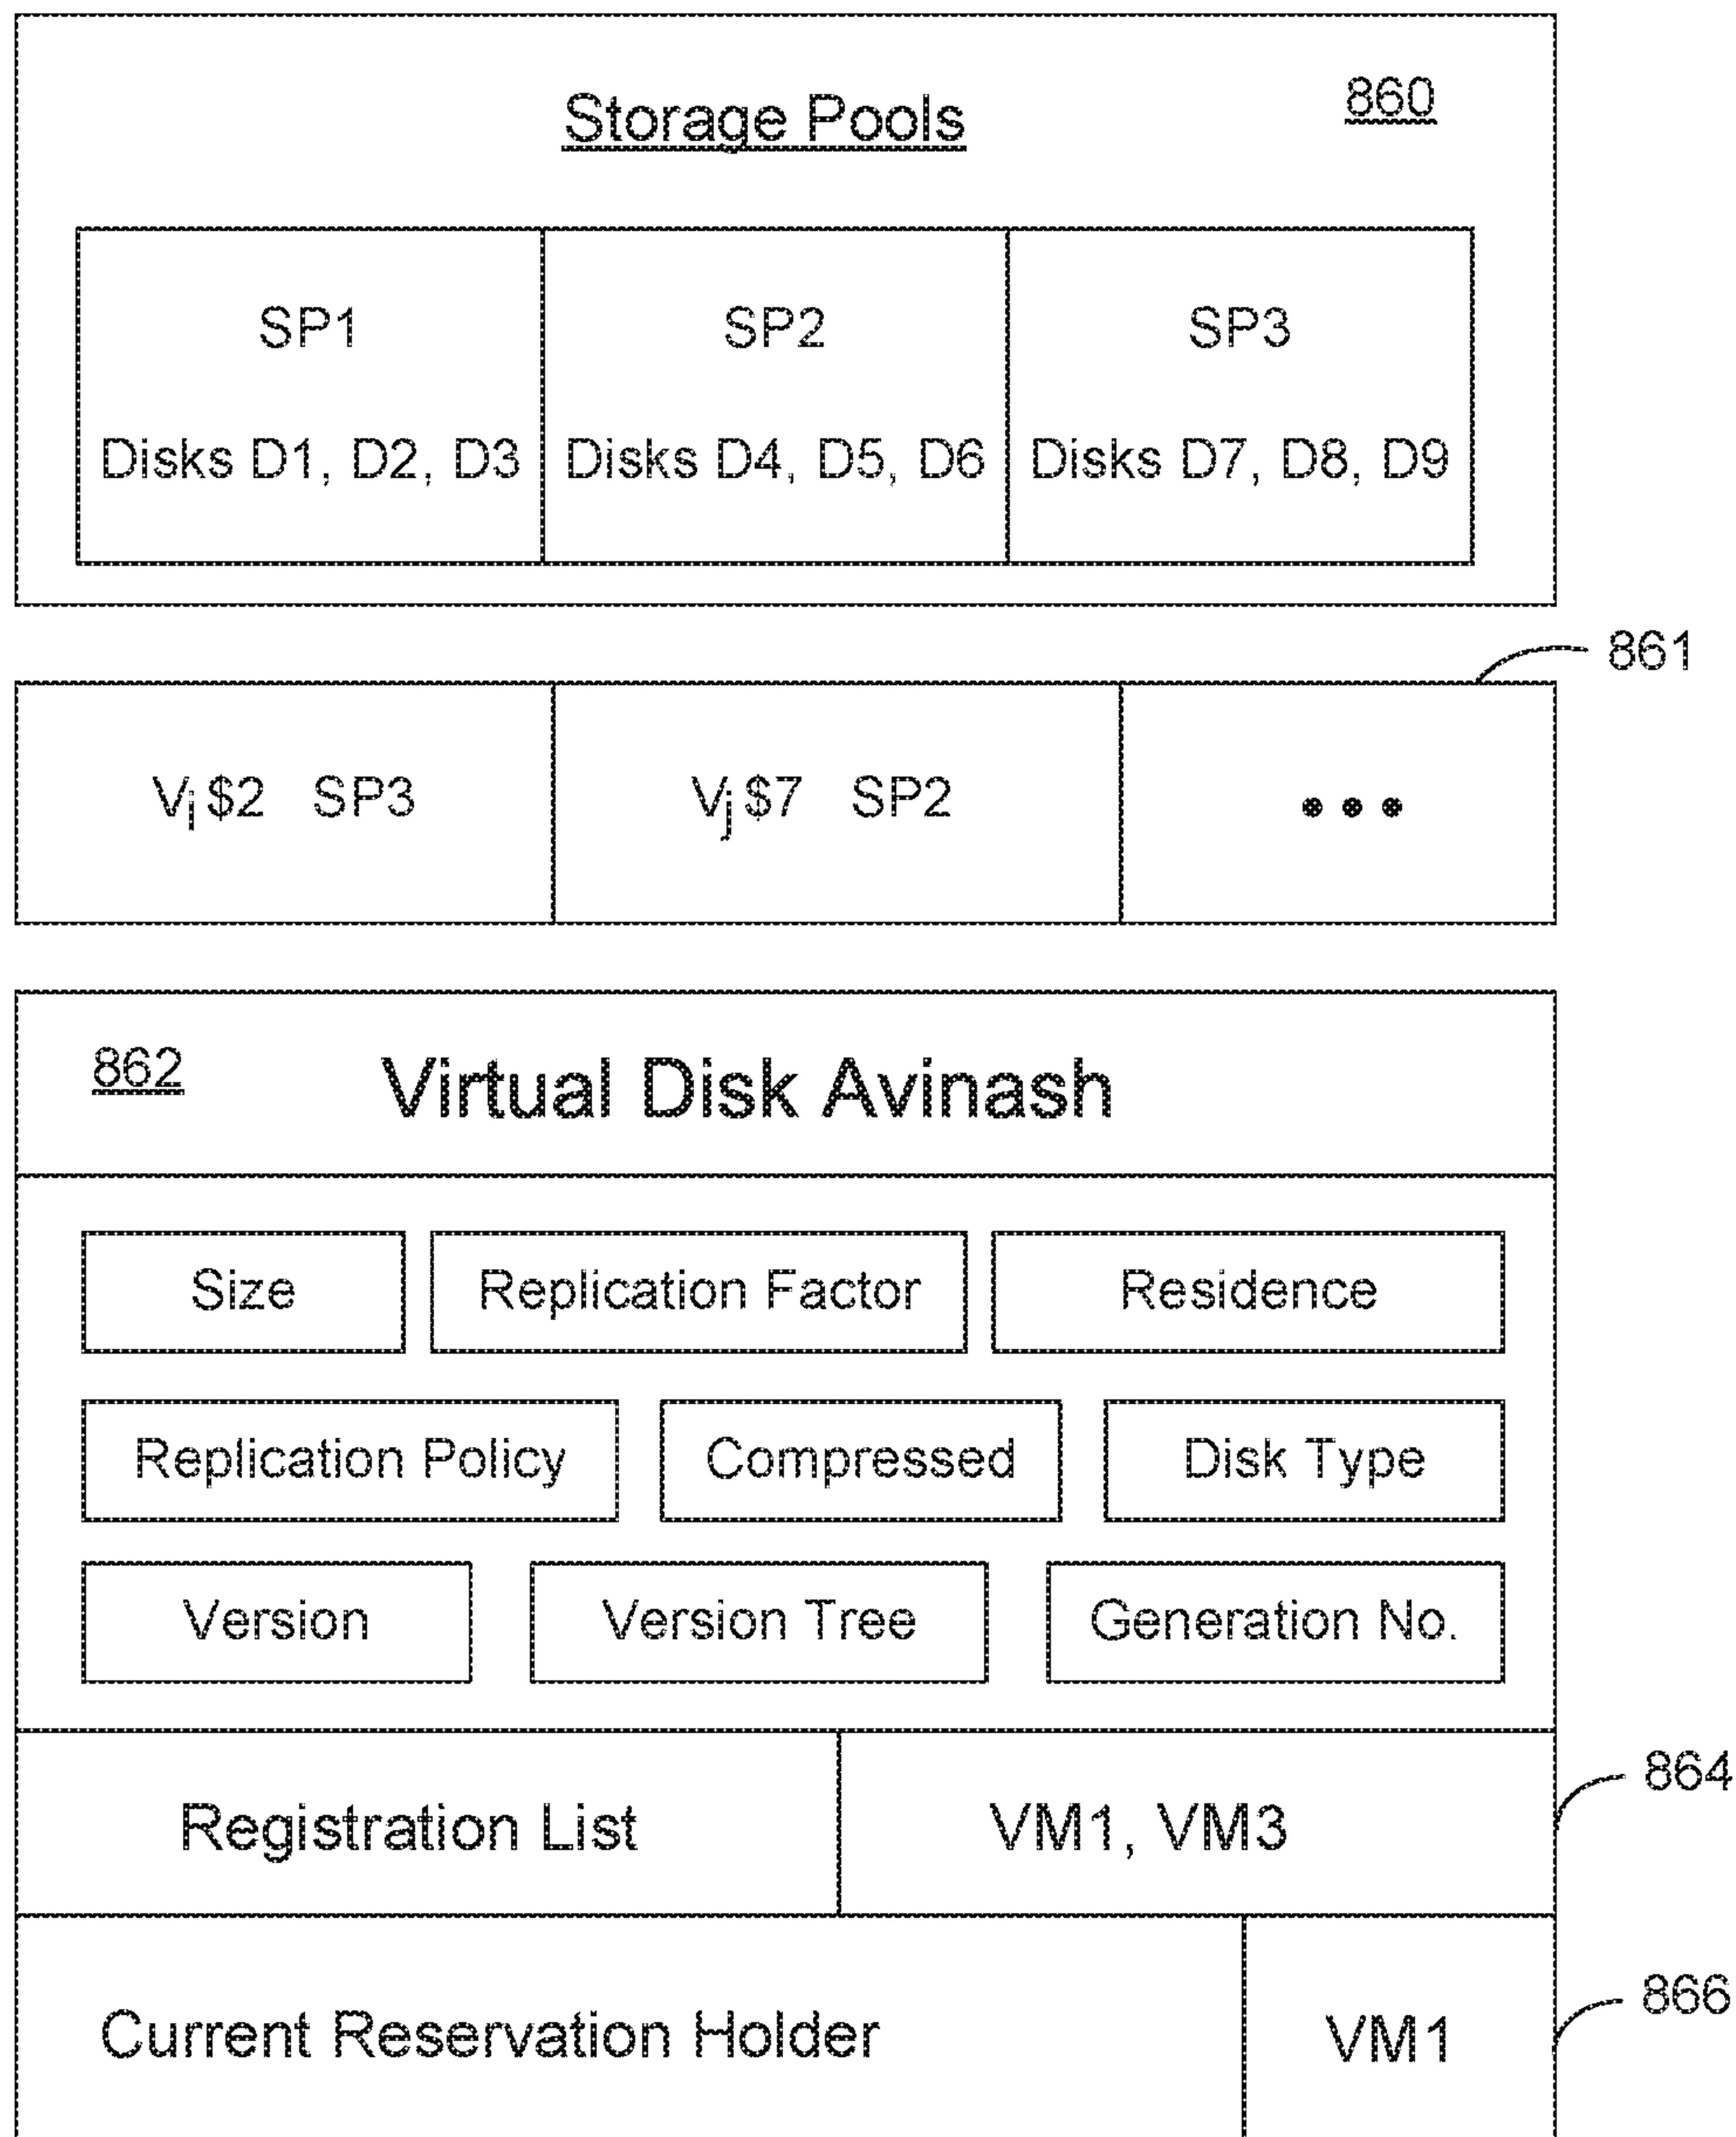 Storage Pools 860
SP1 SP2 SP3
Disks D1, D2, D3 Disks D4, D5, D6 Disks D7, D8, D9
861
Vi$2 SP3 Vj$7 SP2 •••
862 Virtual Disk Avinash
Size Replication Factor Residence
Replication Policy Compressed Disk Type
Version Version Tree Generation No.
Registration List VM1, VM3 864
Current Reservation Holder VM1 866